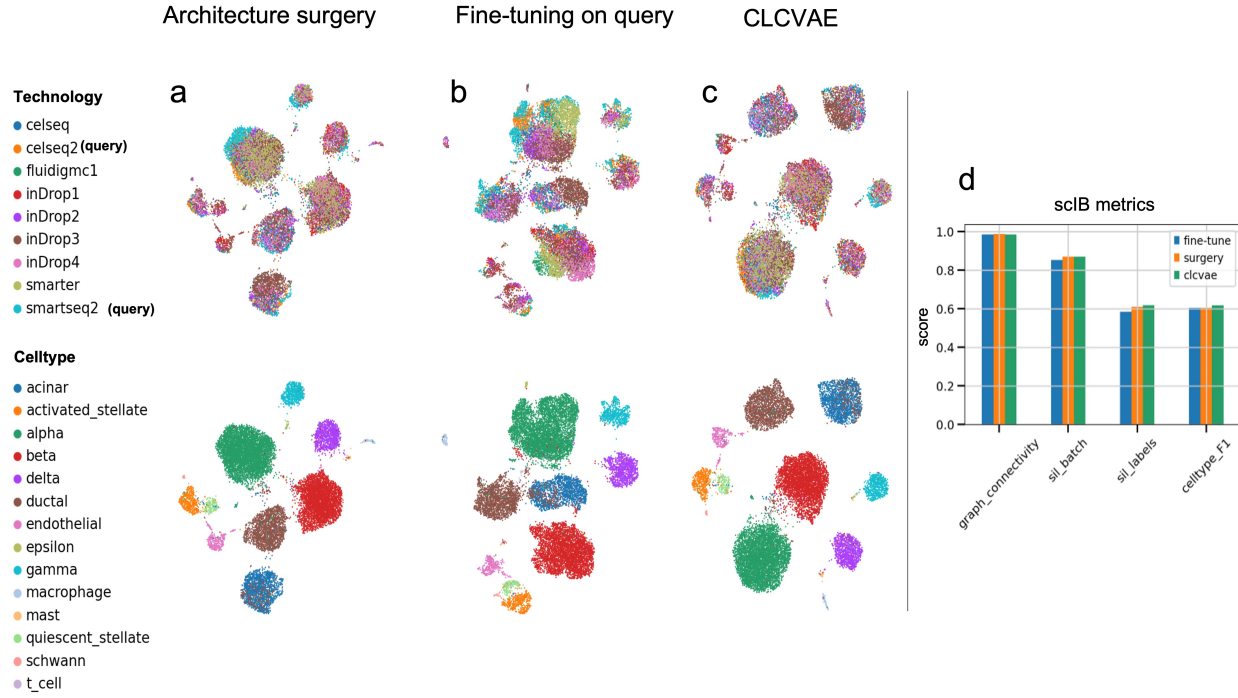 Architecture surgery
Fine-tuning on query
CLCVAE
a
b
c
Technology
celseq
celseq2 (query)
fluidigmc1
inDrop1
inDrop2
inDrop3
inDrop4
smarter
smartseq2 (query)
Celltype
acinar
activated_stellate
alpha
beta
delta
ductal
endothelial
epsilon
gamma
macrophage
mast
quiescent_stellate
schwann
t_cell
d
scIB metrics
fine-tune
surgery
clcvae
score
1.0
0.8
0.6
0.4
0.2
0.0
graph_connectivity
sil_batch
sil_labels
celltype_F1